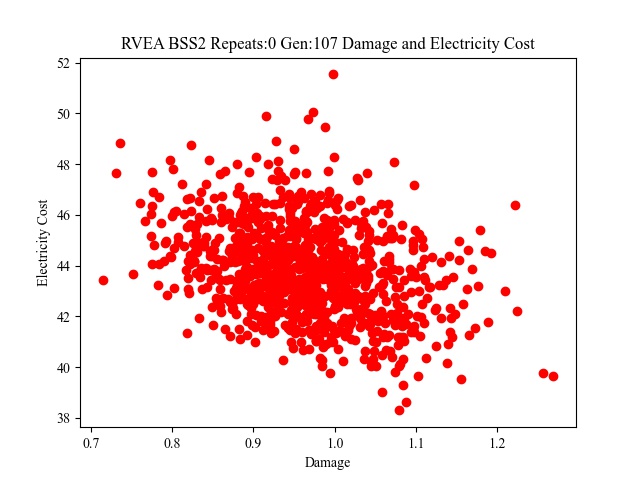 RVEA BSS2 Repeats:0 Gen:107 Damage and Electricity Cost
52
50
48
46
44
42
40
38
Electricity Cost
0.7 0.8 0.9 1.0 1.1 1.2
Damage